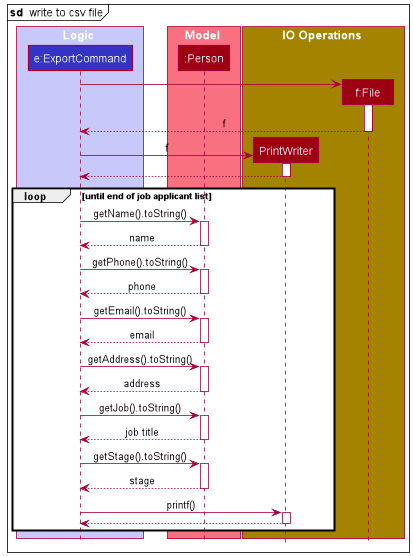 sd write to csv file
Logic
Model
IO Operations
e:ExportCommand
:Person
f:File
f
f
PrintWriter
loop
[until end of job applicant list]
getName().toString()
name
getPhone().toString()
phone
getEmail().toString()
email
getAddress().toString()
address
getJob().toString()
job title
getStage().toString()
stage
printf()